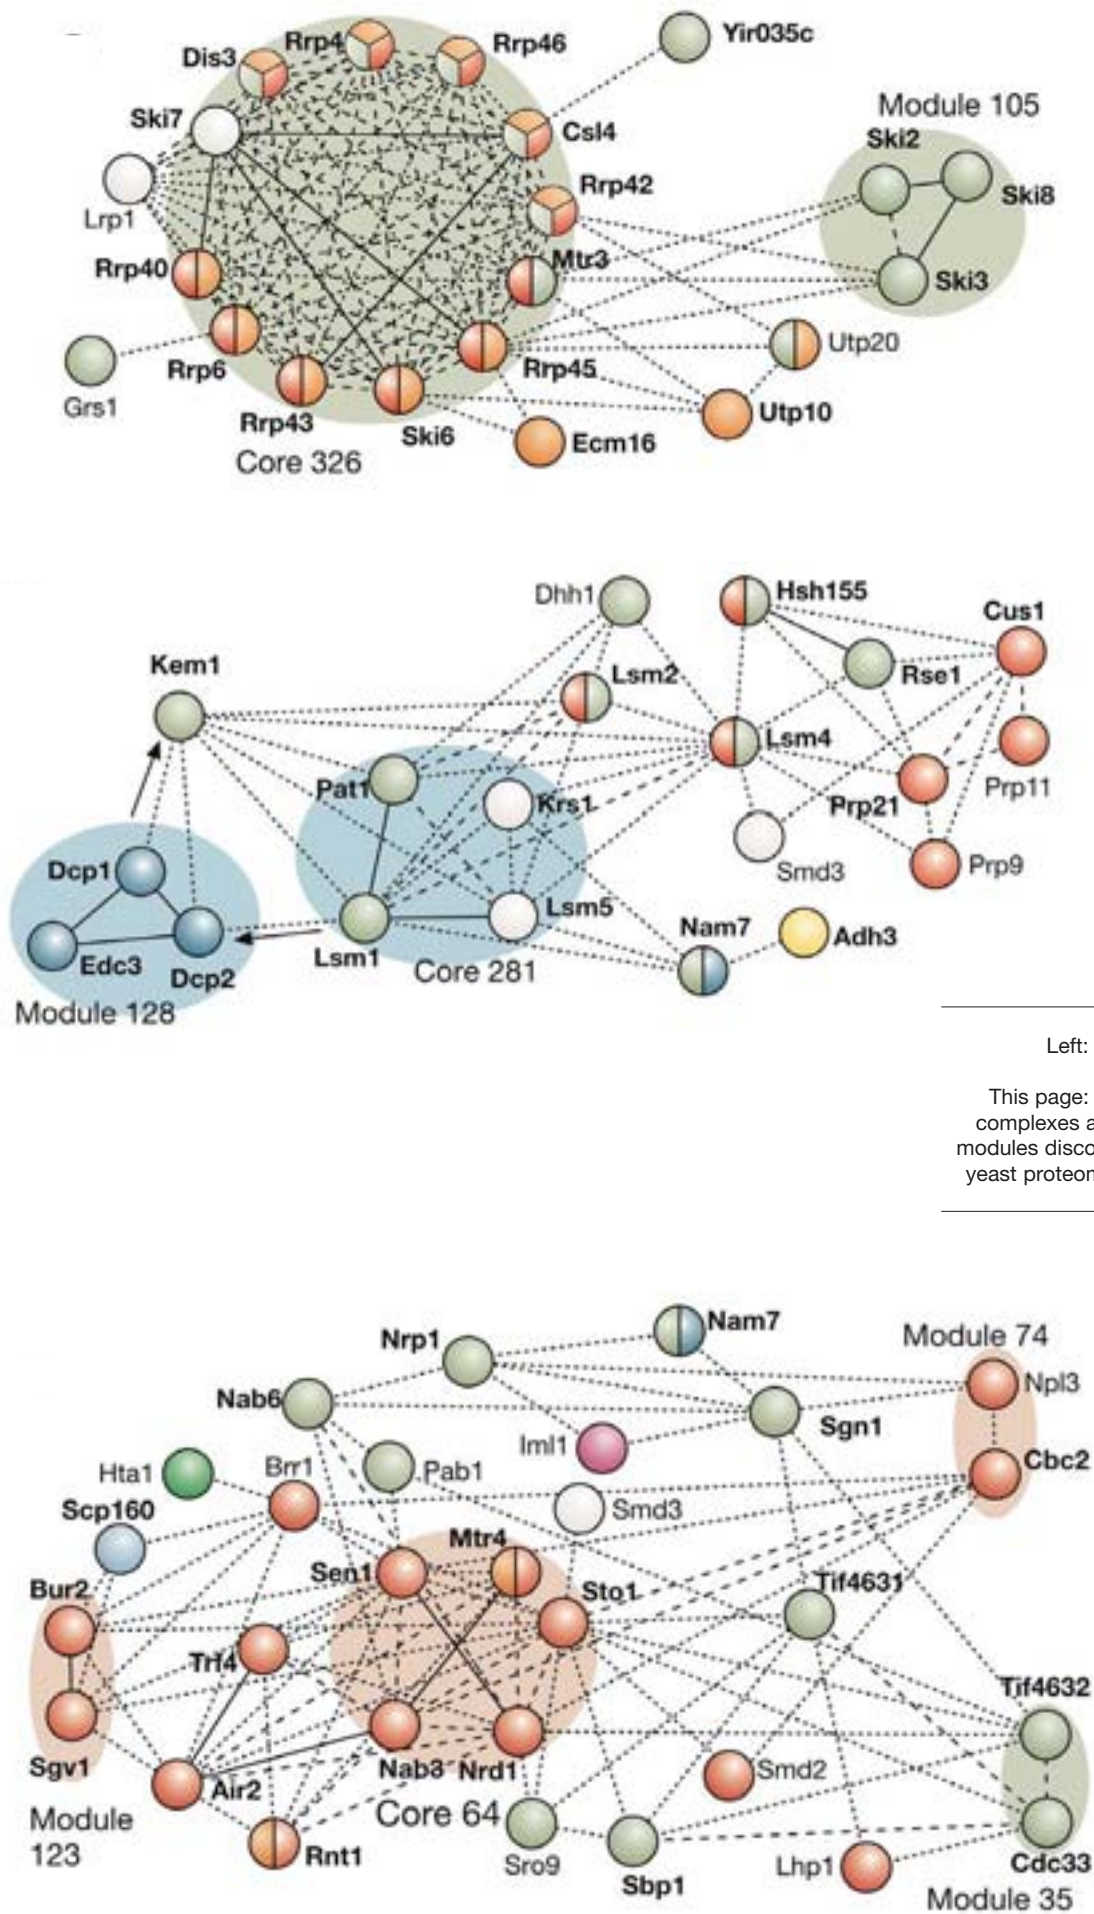 Yir035c
Rrp4
Rrp46
Dis3
Module 105
Ski7
Csl4
Ski2
Rrp42
Ski8
Lrp1
Mtr3
Rrp40
Ski3
Utp20
Rrp6
Rrp45
Grs1
Utp10
Rrp43
Ski6
Ecm16
Core 326
Dhh1
Hsh155
Cus1
Kem1
Lsm2
Rse1
Lsm4
Pat1
Krs1
Prp21
Prp11
Dcp1
Smd3
Prp9
Lsm5
Nam7
Adh3
Edc3
Dcp2
Lsm1
Core 281
Module 128
Left:
This page:
complexes a
modules disco
yeast proteom
Nam7
Nrp1
Module 74
Npl3
Nab6
Sgn1
Iml1
Cbc2
Hta1
Brr1
Pab1
Scp160
Smd3
Mtr4
Sen1
Bur2
Sto1
Tif4631
Trf4
Tif4632
Sgv1
Nab3
Nrd1
Smd2
Air2
Module
123
Core 64
Rnt1
Sro9
Sbp1
Lhp1
Cdc33
Module 35